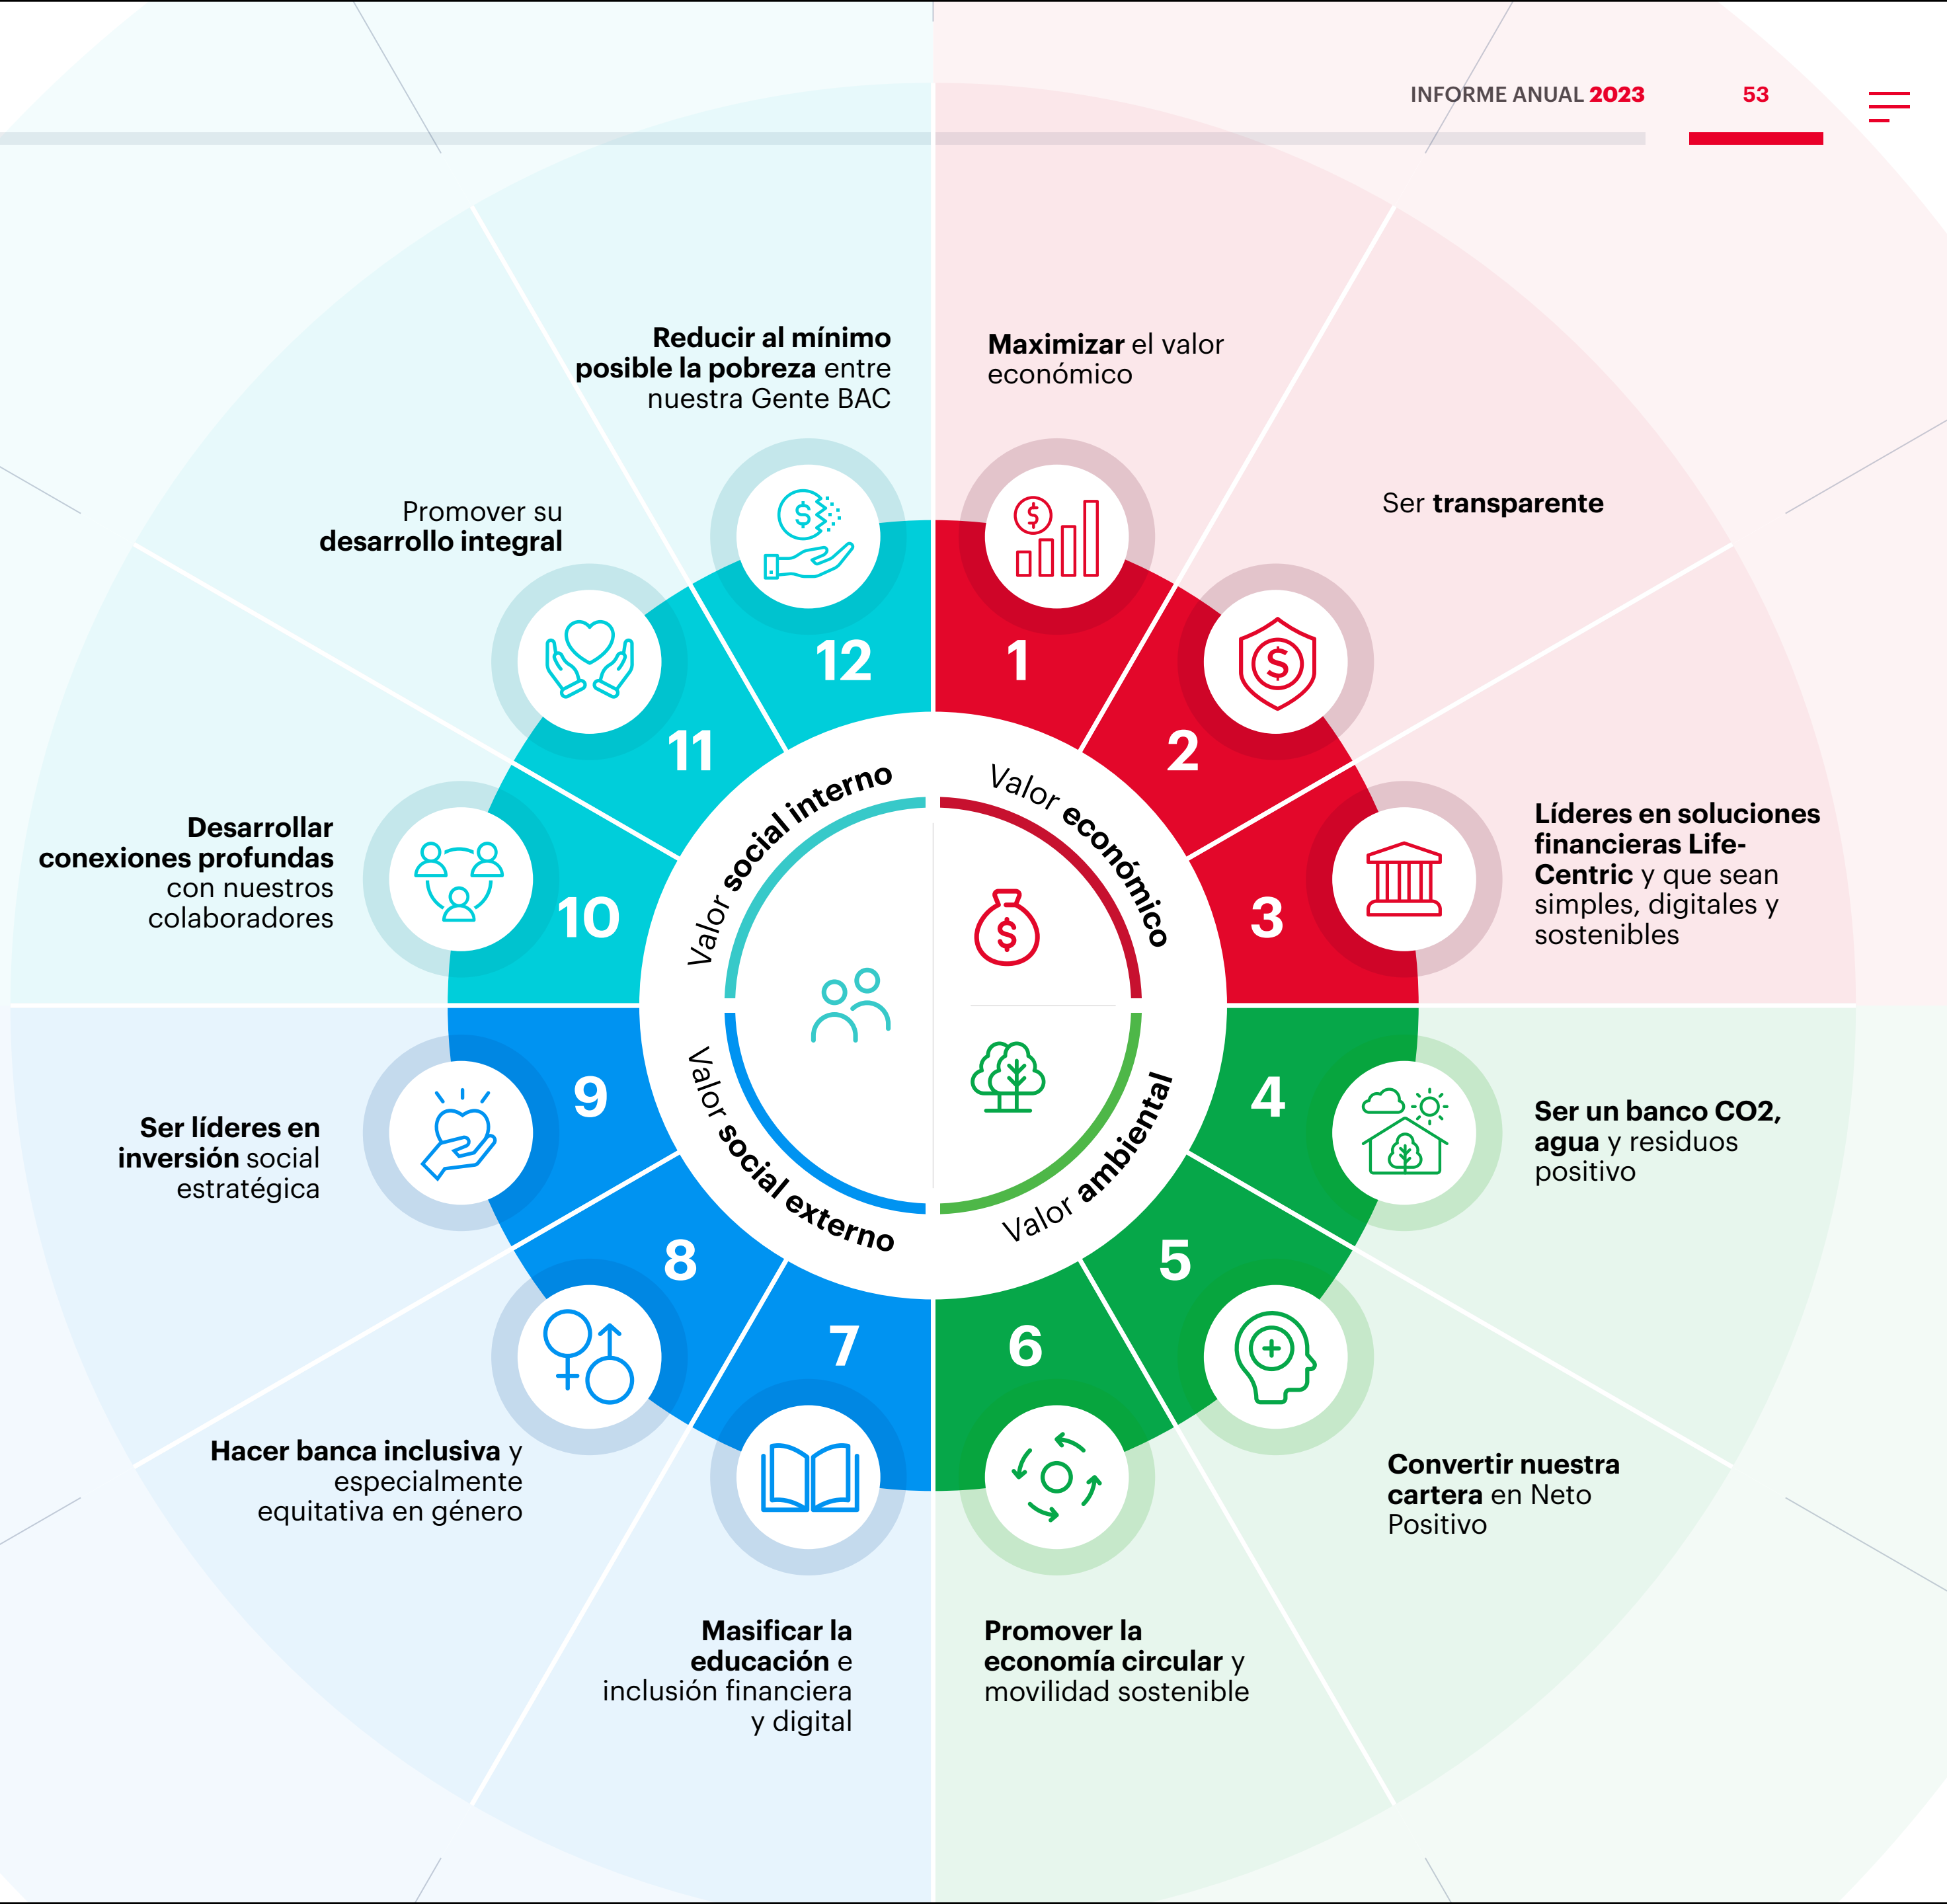 INFORME ANUAL 2023
53
Maximizar el valor
económico
1
Ser transparente
2
Líderes en soluciones
financieras Life-
Centric y que sean
simples, digitales y
sostenibles
3
Ser un banco CO2,
agua y residuos
positivo
4
Convertir nuestra
cartera en Neto
Positivo
5
Promover la
economía circular y
movilidad sostenible
6
Masificar la
educación e
inclusión financiera
y digital
7
Hacer banca inclusiva y
especialmente
equitativa en género
8
Ser líderes en
inversión social
estratégica
9
Desarrollar
conexiones profundas
con nuestros
colaboradores
10
Promover su
desarrollo integral
11
Reducir al mínimo
posible la pobreza entre
nuestra Gente BAC
12
Valor económico
Valor ambiental
Valor social externo
Valor social interno
$
$
$
$